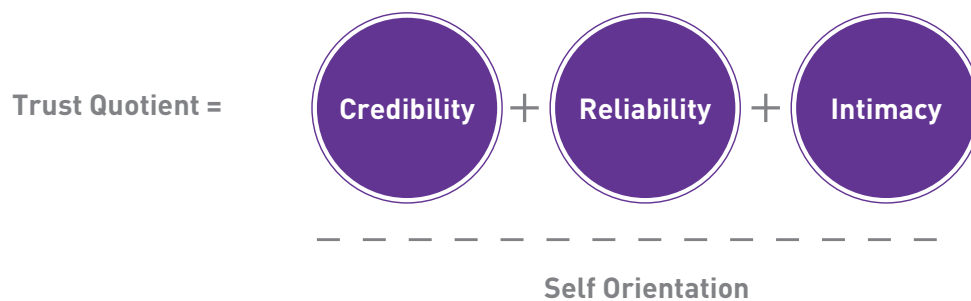 Trust Quotient = Credibility + Reliability + Intimacy
Self Orientation